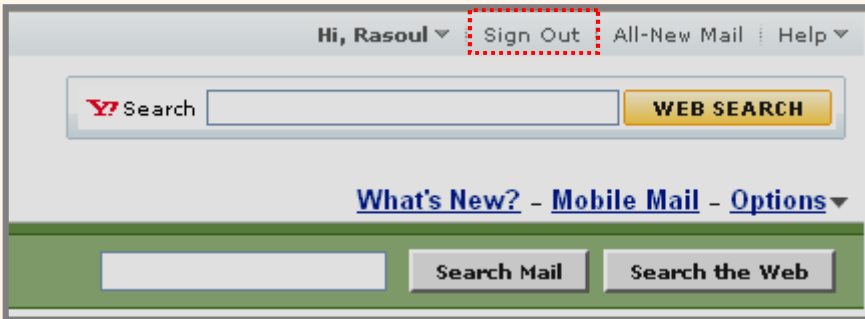 Hi, Rasoul Sign Out All-New Mail Help
Y! Search WEB SEARCH
What's New? - Mobile Mail - Options
Search Mail Search the Web